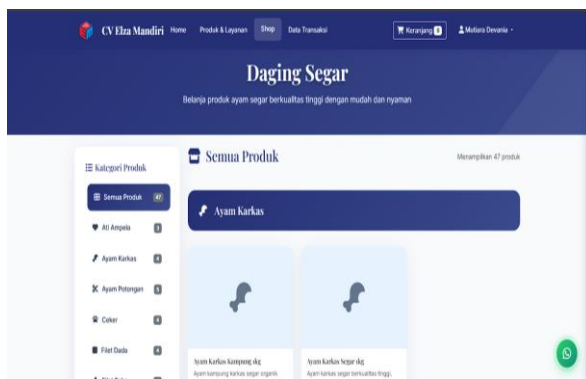 CV Elza Mandiri
Home
Produk & Layanan
Shop
Data Transaksi
Keranjang
Mutiara Devania
Daging Segar
Belanja produk ayam segar berkualitas tinggi dengan mudah dan nyaman
Kategori Produk
Semua Produk 47
Ati Ampela
Ayam Karkas
Ayam Potongan
Ceker
Filet Dada
Semua Produk
Menampilkan 47 produk
Ayam Karkas
Ayam Karkas Kampung
Ayam kampung karkas segar organik
Ayam Karkas Segar
Ayam karkas segar berkualitas tinggi,